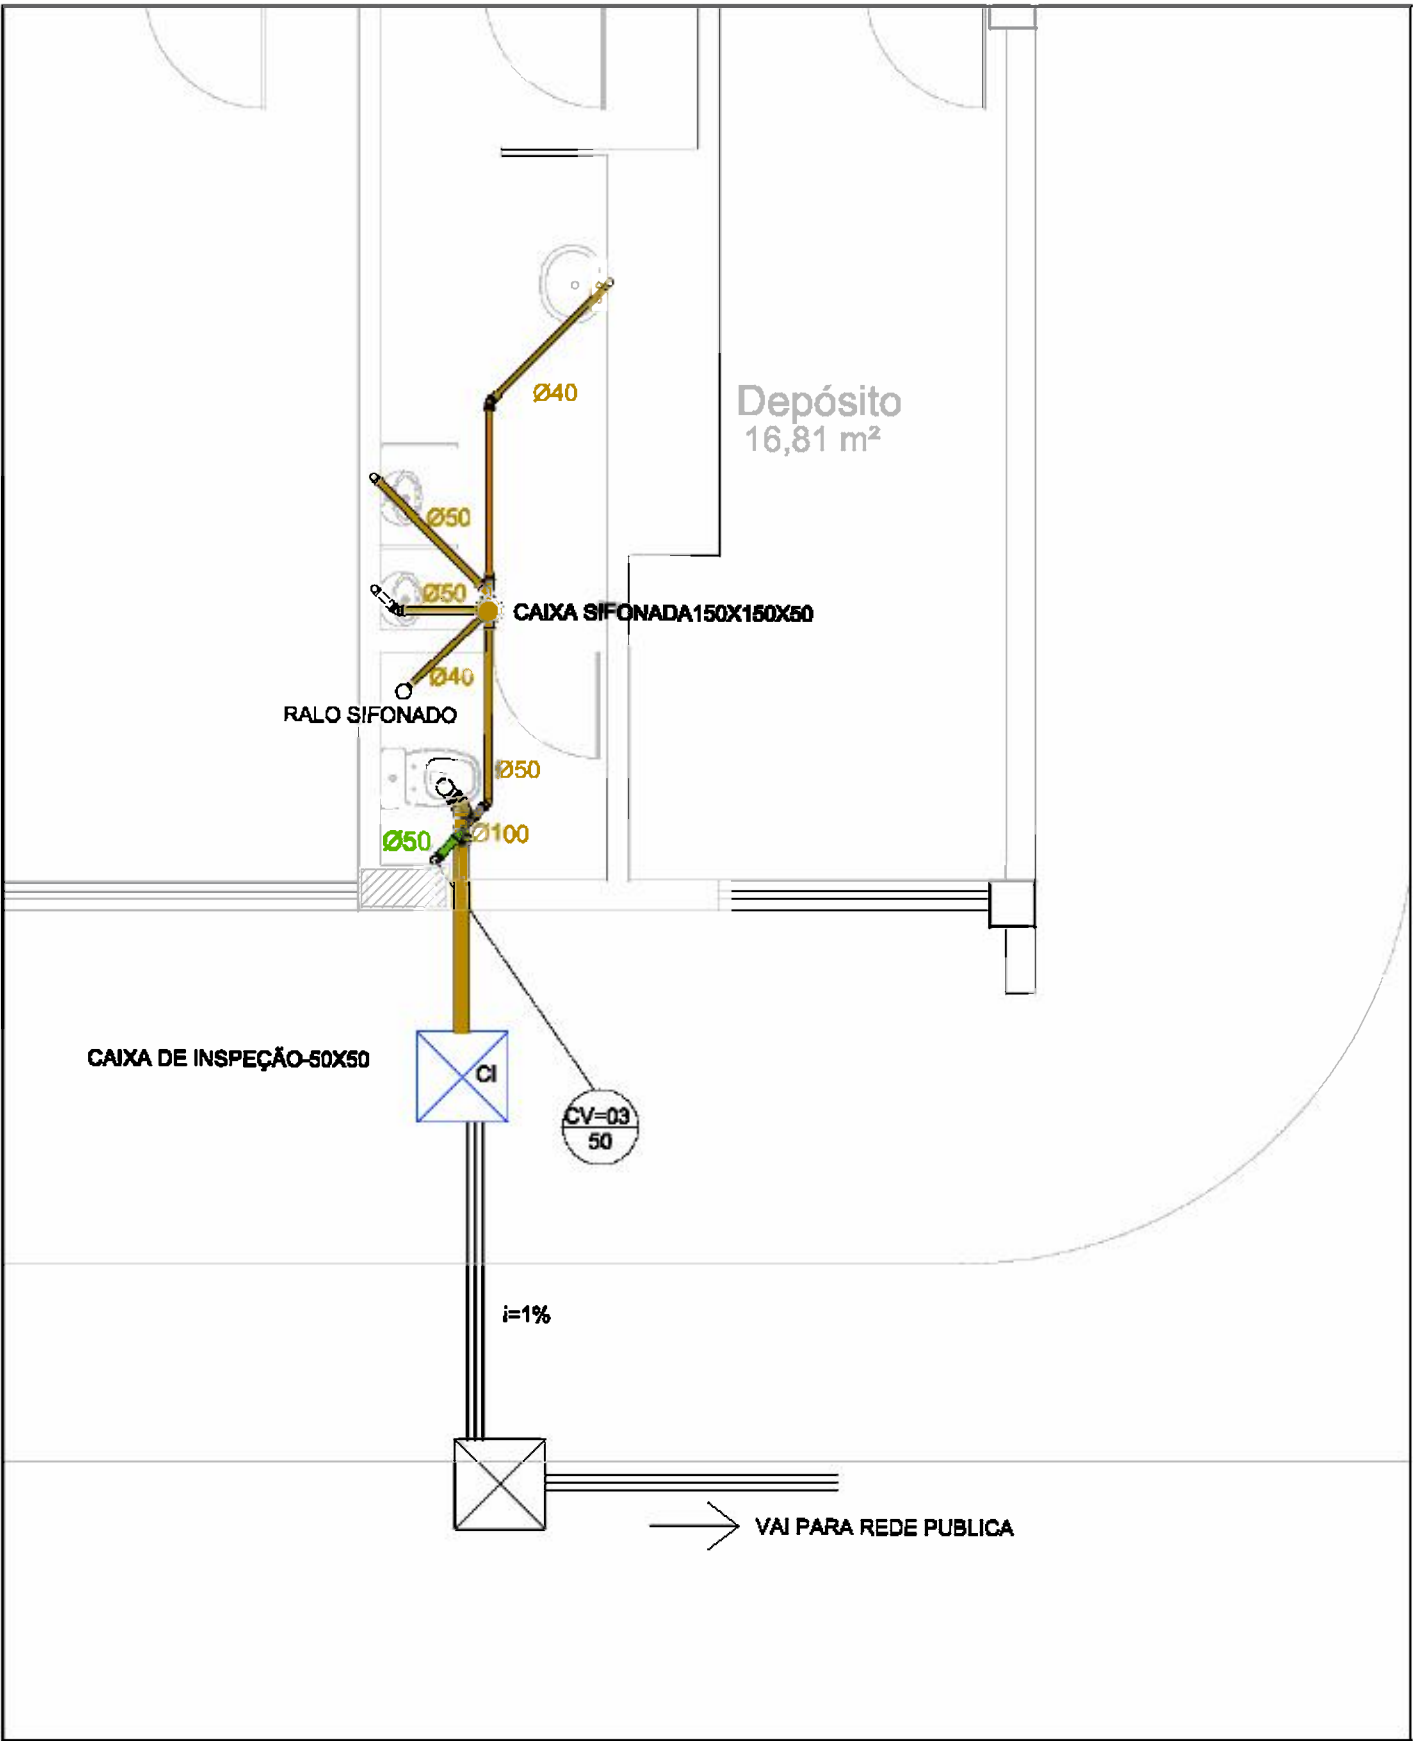 Ø40
Depósito
16,81 m²
Ø50
Ø50
CAIXA SIFONADA150X150X50
Ø40
RALO SIFONADO
Ø50
Ø50
Ø100
CAIXA DE INSPEÇÃO-50X50
CI
CV=03
50
i=1%
VAI PARA REDE PUBLICA